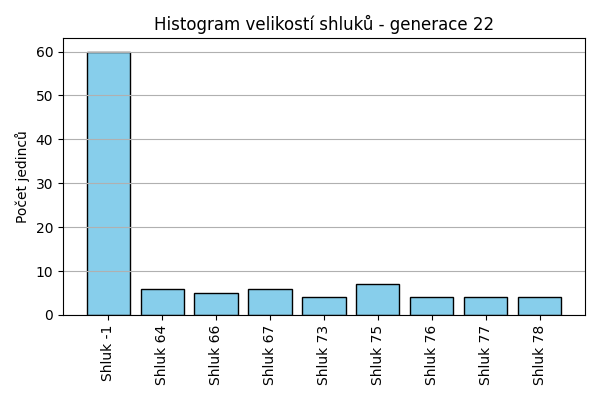 Histogram velikostí shluků - generace 22
Počet jedinců
60
50
40
30
20
10
0
Shluk -1
Shluk 64
Shluk 66
Shluk 67
Shluk 73
Shluk 75
Shluk 76
Shluk 77
Shluk 78